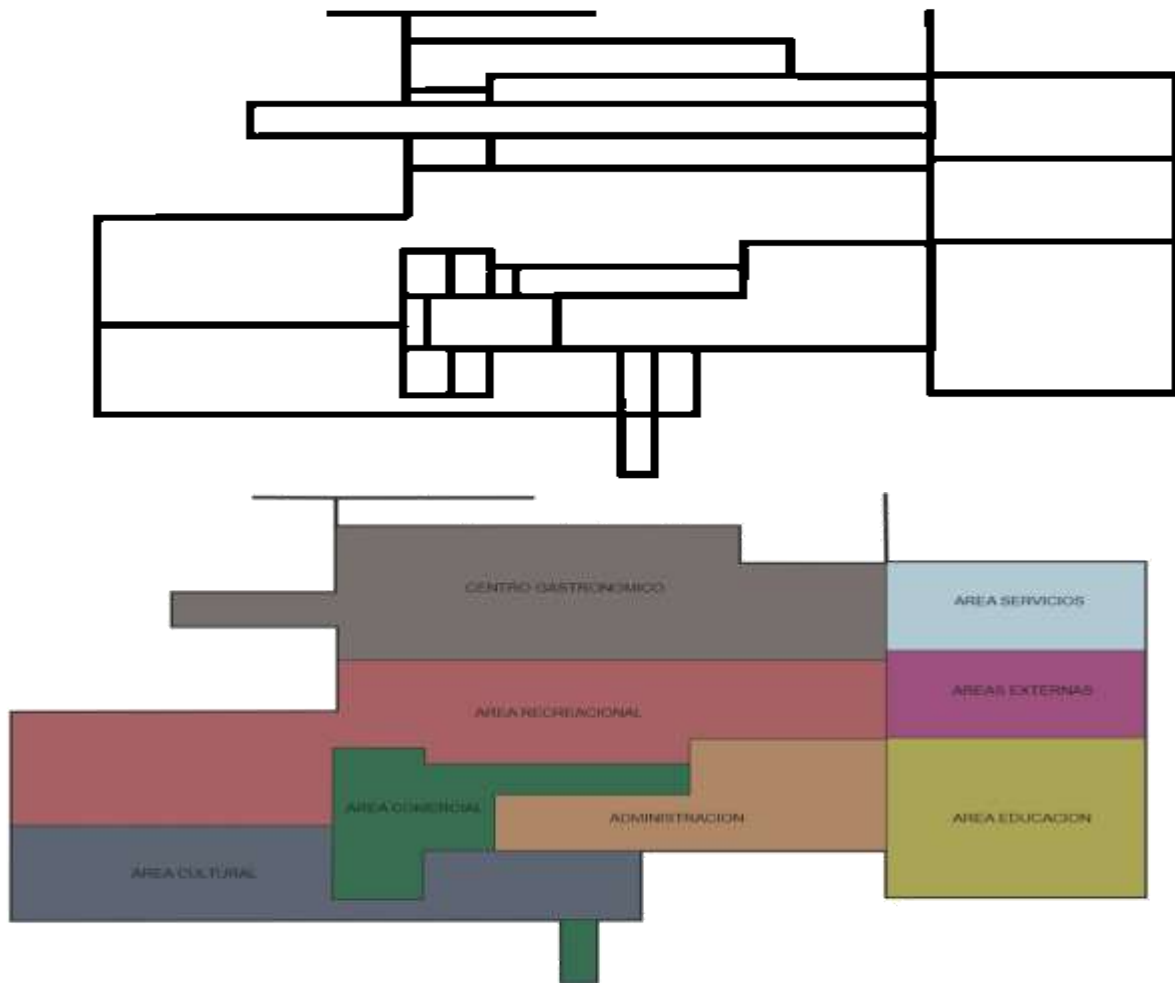 CENTRO GASTRONOMICO
AREA SERVICIOS
AREAS EXTERNAS
AREA RECREACIONAL
AREA COMERCIAL
ADMINISTRACION
AREA EDUCACION
AREA CULTURAL